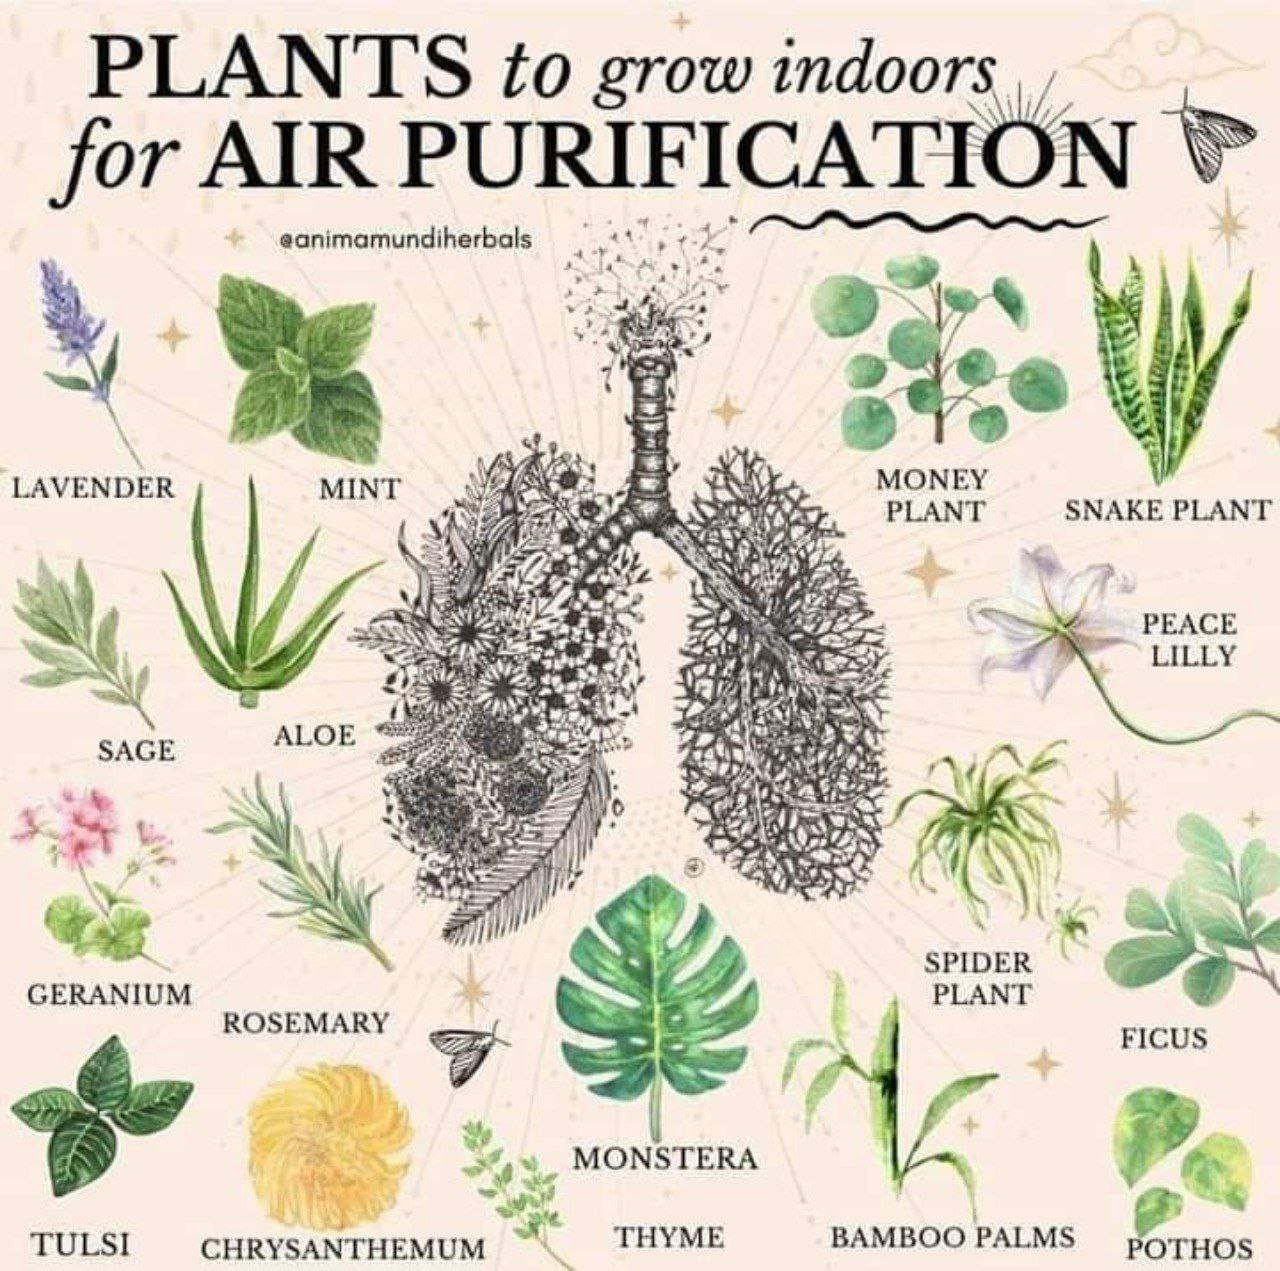 PLANTS to grow indoors
for AIR PURIFICATION
@animamundiherbals
LAVENDER
MINT
MONEY
PLANT
SNAKE PLANT
SAGE
ALOE
PEACE
LILLY
GERANIUM
ROSEMARY
SPIDER
PLANT
FICUS
TULSI
CHRYSANTHEMUM
MONSTERA
THYME
BAMBOO PALMS
POTHOS